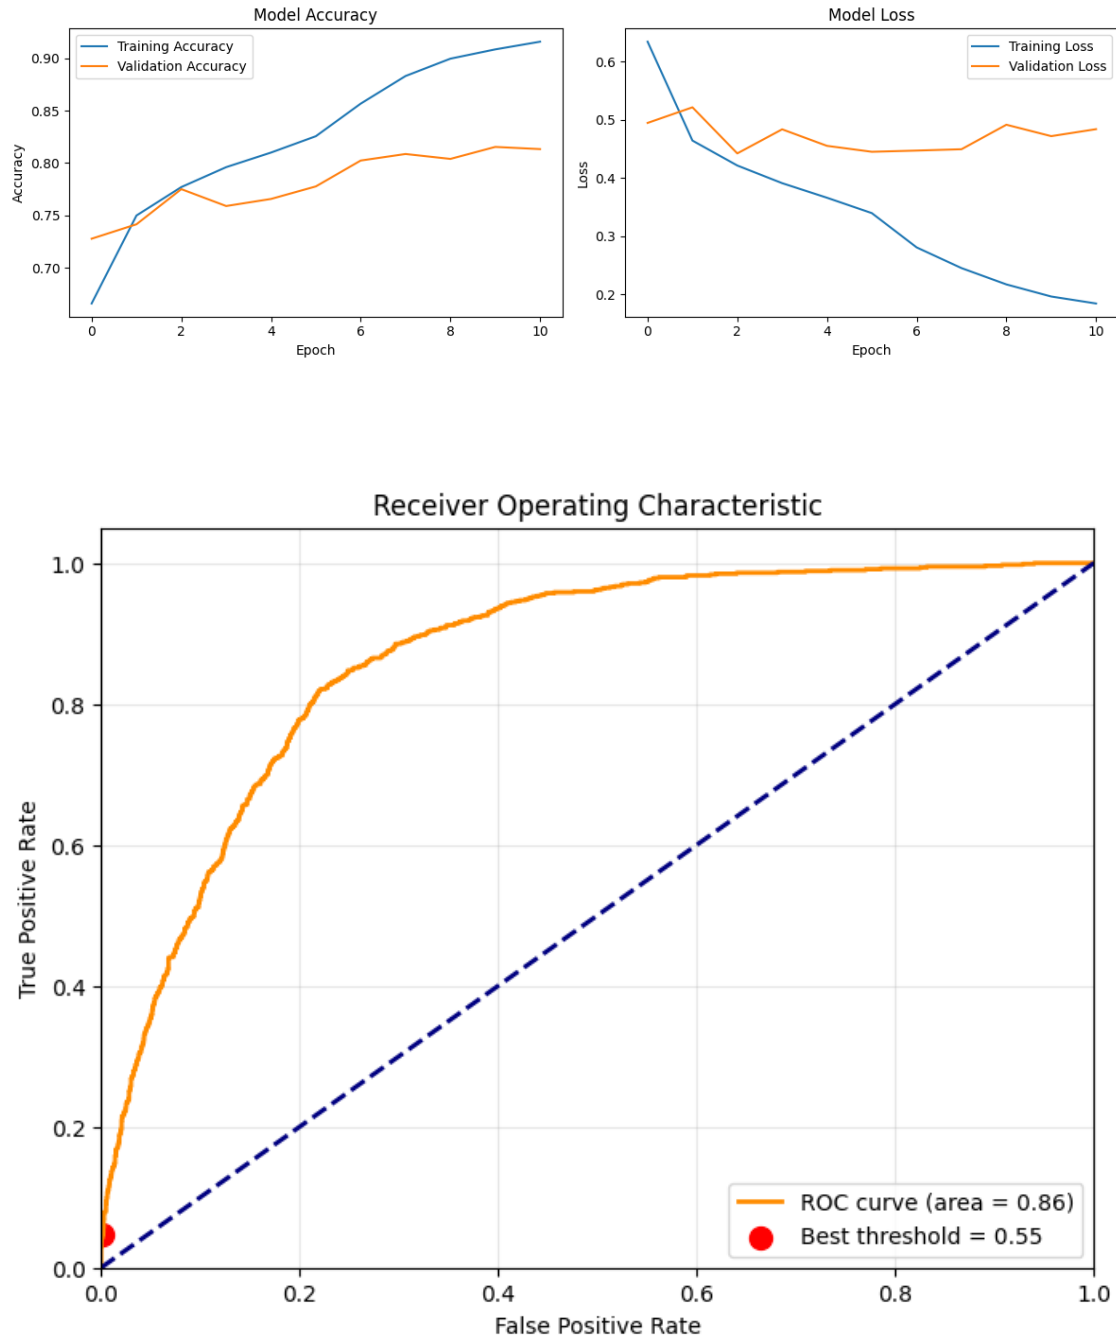 Model Accuracy
Training Accuracy
Validation Accuracy
Accuracy
0.90
0.85
0.80
0.75
0.70
0 2 4 6 8 10
Epoch
Model Loss
Training Loss
Validation Loss
Loss
0.6
0.5
0.4
0.3
0.2
0 2 4 6 8 10
Epoch
Receiver Operating Characteristic
True Positive Rate
1.0
0.8
0.6
0.4
0.2
0.0
ROC curve (area = 0.86)
Best threshold = 0.55
0.0 0.2 0.4 0.6 0.8 1.0
False Positive Rate